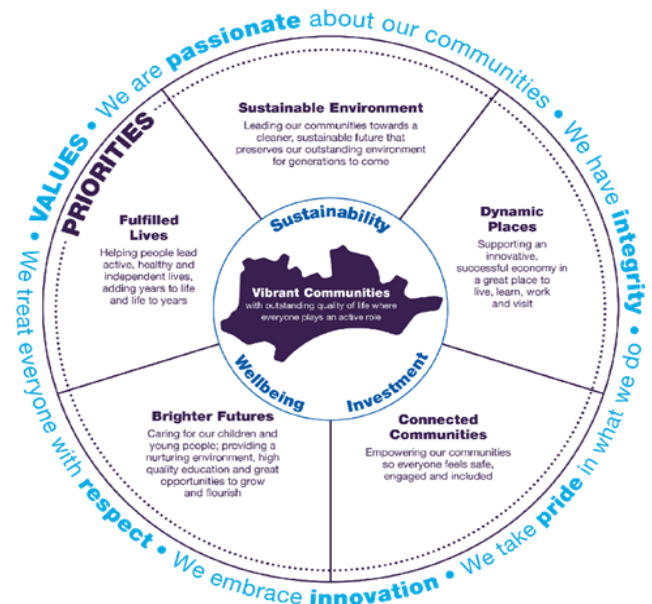 VALUES • We are passionate about our communities • We have integrity • We take pride in what we do • We embrace innovation • We treat everyone with respect •
PRIORITIES
Sustainable Environment
Leading our communities towards a
cleaner, sustainable future that
preserves our outstanding environment
for generations to come
Dynamic
Places
Supporting an
innovative,
successful economy in
a great place to
live, learn, work
and visit
Connected
Communities
Empowering our communities
so everyone feels safe,
engaged and included
Brighter Futures
Caring for our children and
young people; providing a
nurturing environment, high
quality education and great
opportunities to grow
and flourish
Fulfilled
Lives
Helping people lead
active, healthy and
independent lives,
adding years to life
and life to years
Sustainability
Vibrant Communities
with outstanding quality of life where
everyone plays an active role
Wellbeing
Investment